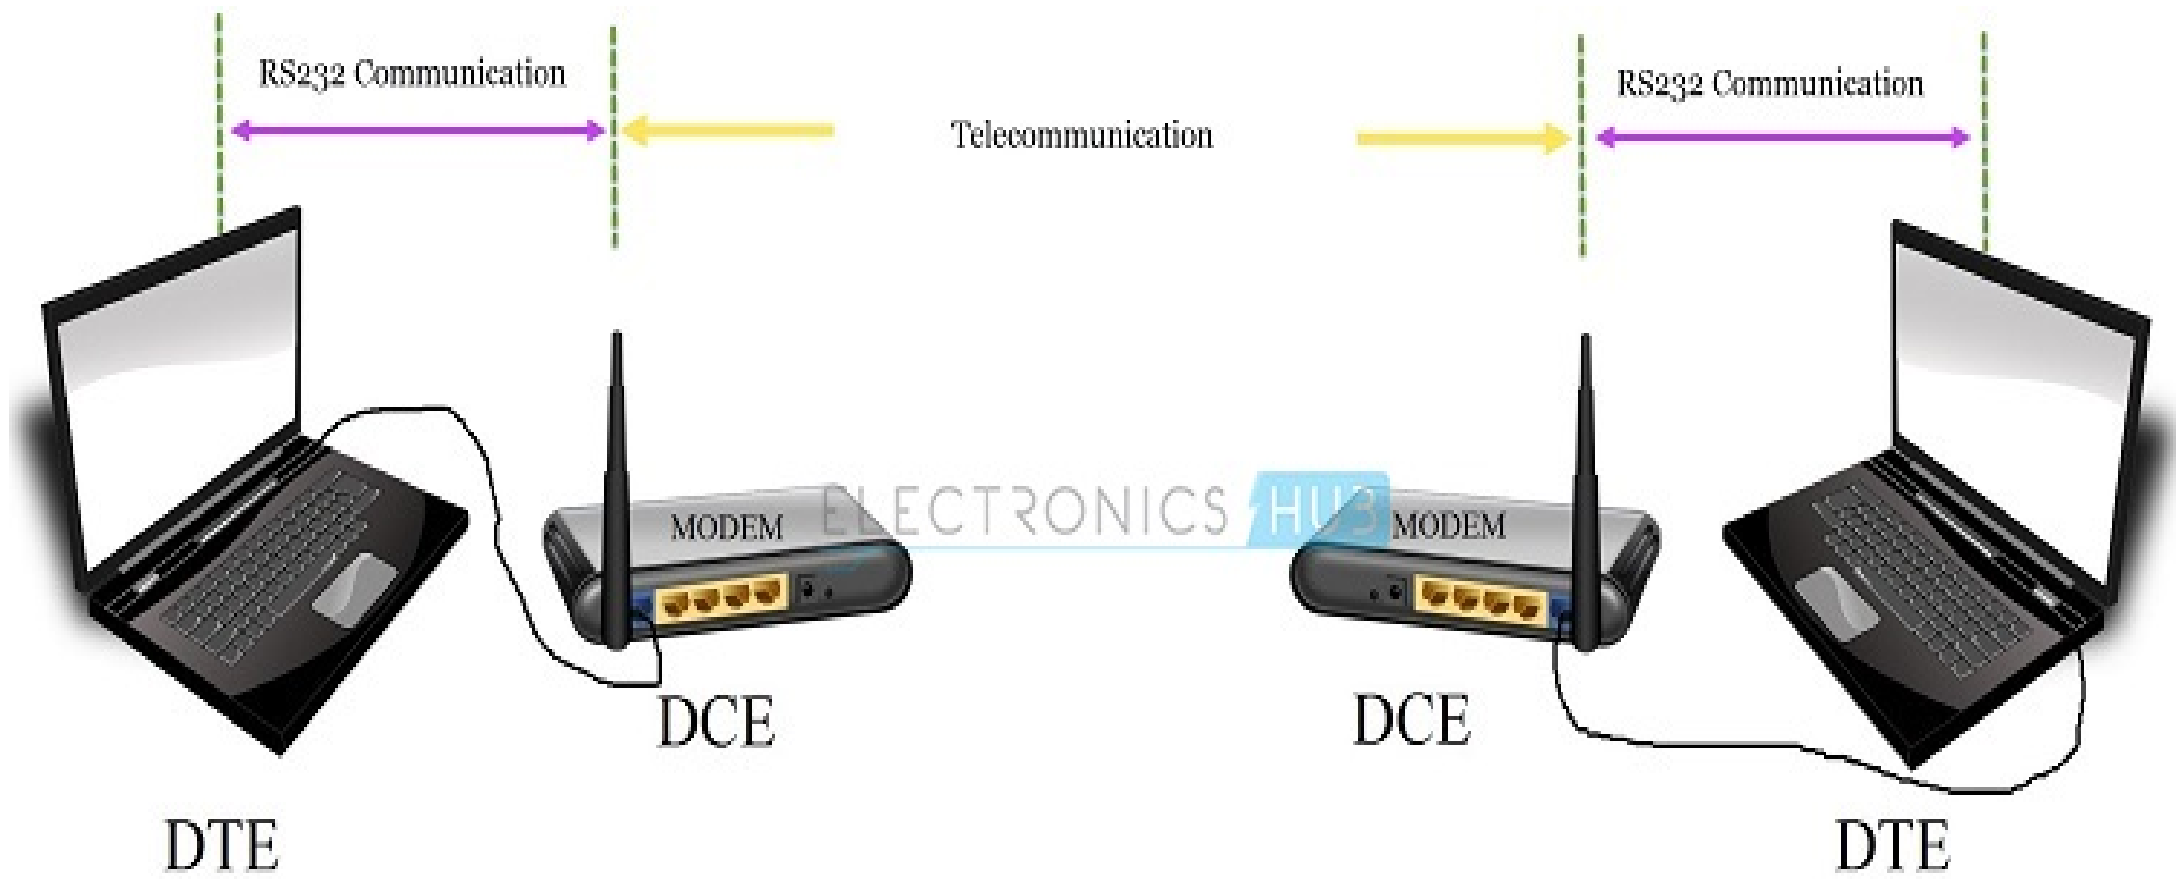 RS232 Communication
Telecommunication
RS232 Communication
MODEM
ELECTRONICS HUB
MODEM
DCE
DCE
DTE
DTE